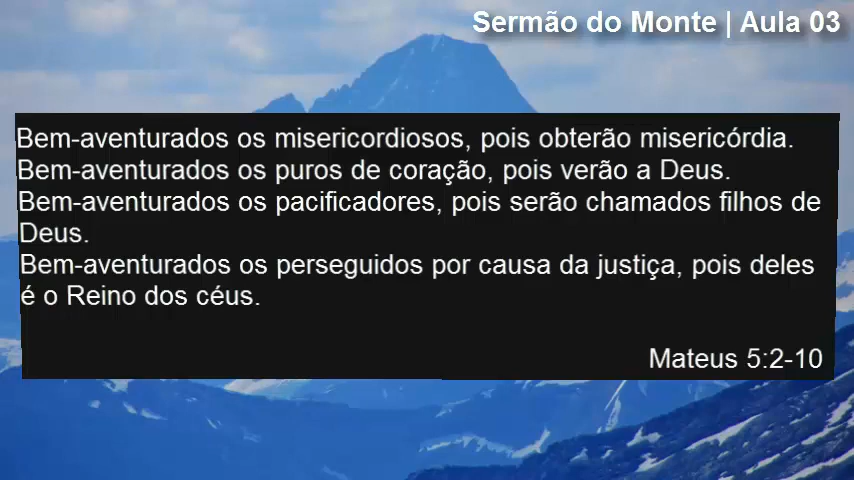 Sermão do Monte | Aula 03
Bem-aventurados os misericordiosos, pois obterão misericórdia.
Bem-aventurados os puros de coração, pois verão a Deus.
Bem-aventurados os pacificadores, pois serão chamados filhos de
Deus.
Bem-aventurados os perseguidos por causa da justiça, pois deles
é o Reino dos céus.
Mateus 5:2-10